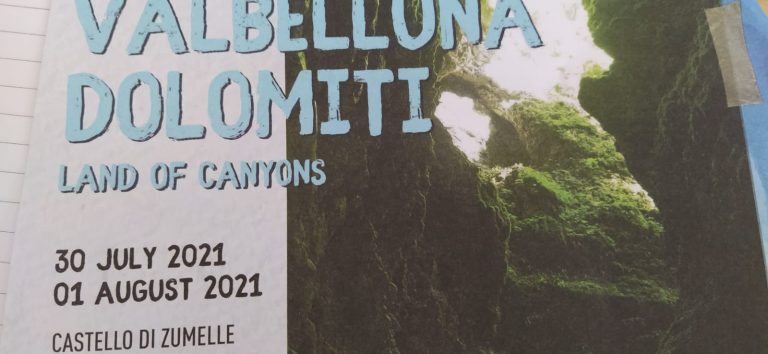 VALBELLUNA
DOLOMITI
LAND OF CANYONS
30 JULY 2021
01 AUGUST 2021
CASTELLO DI ZUMELLE